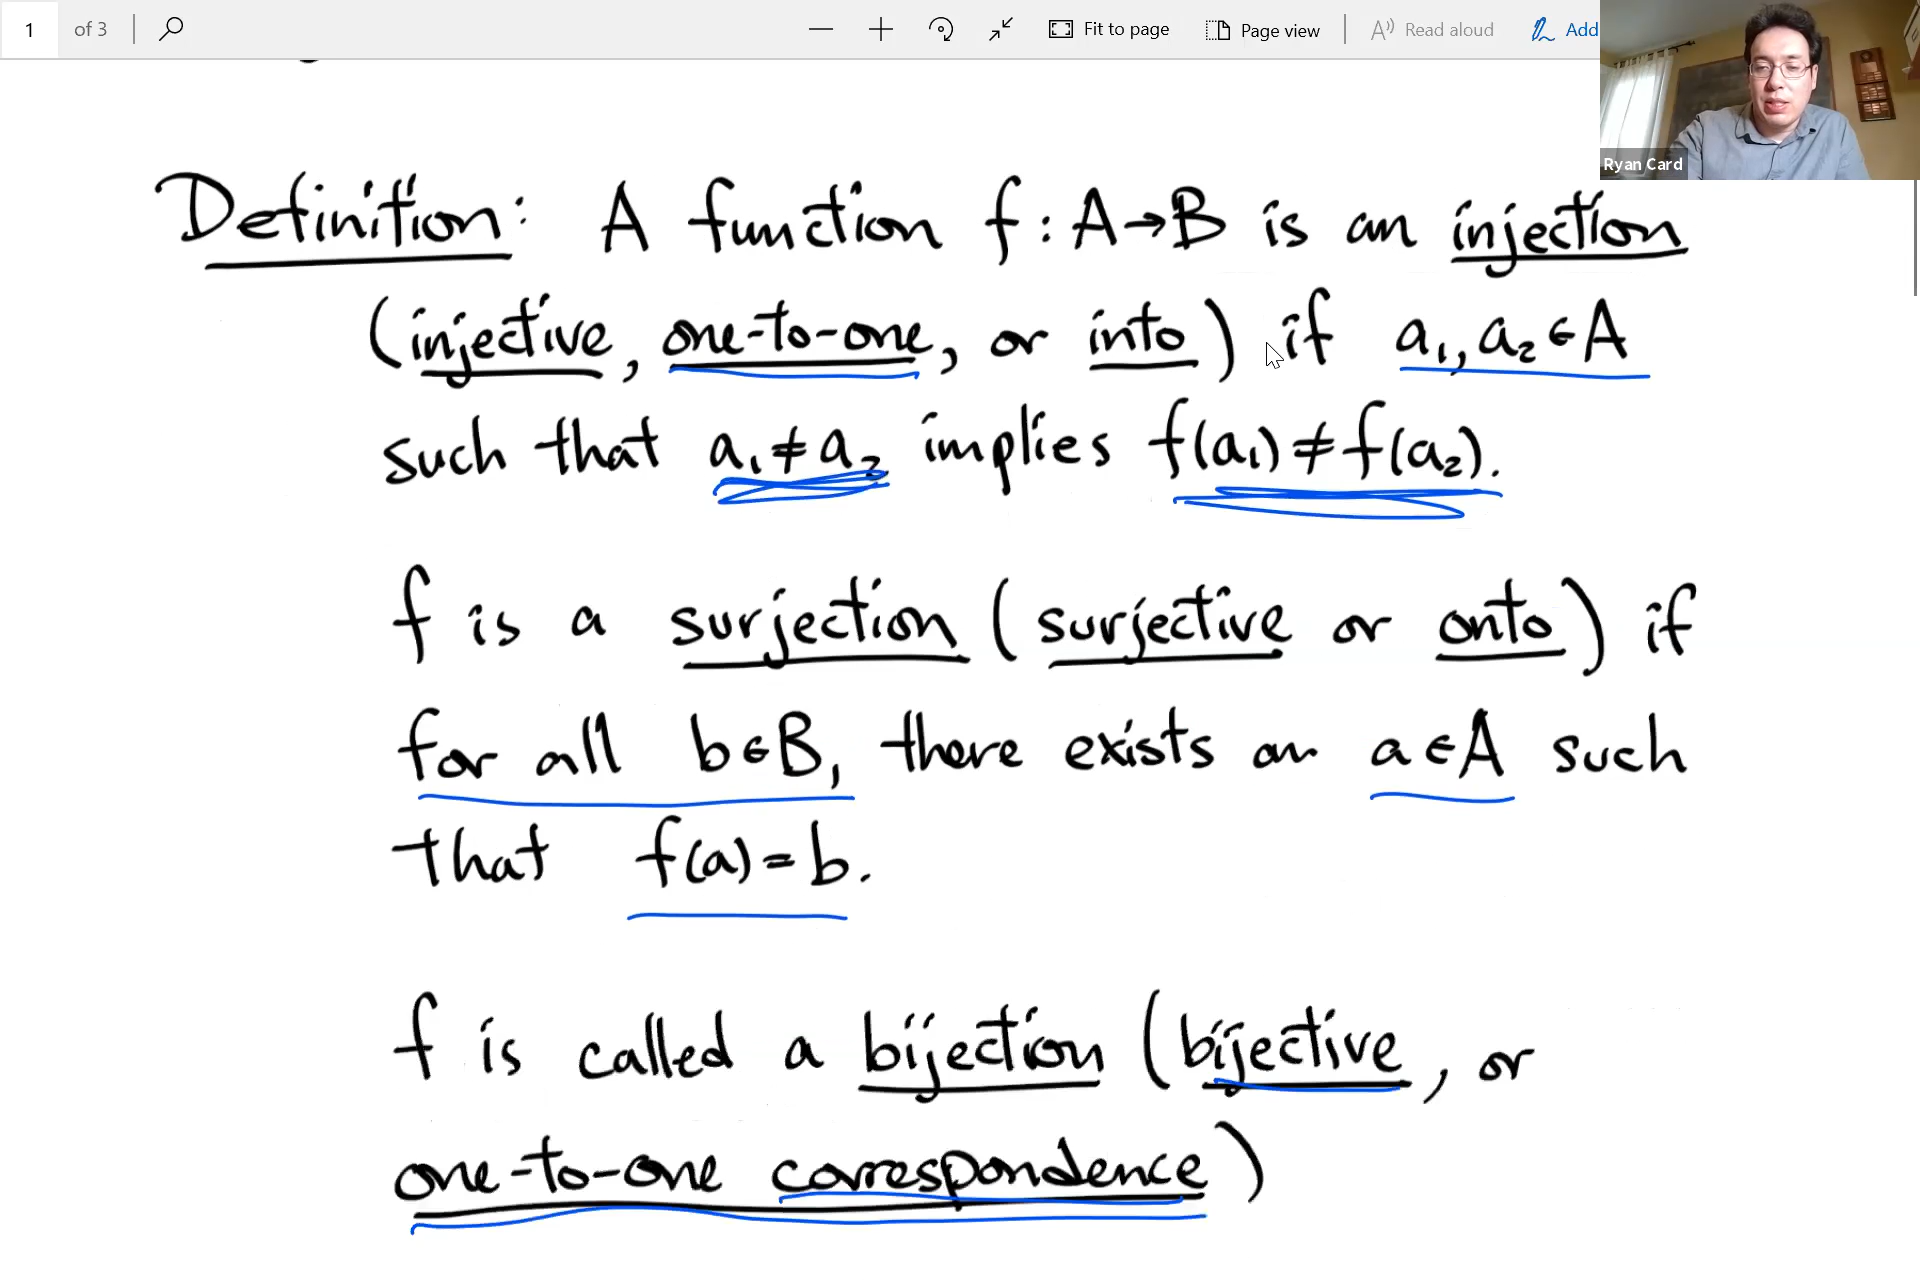 1 of 3 Fit to page Page view Read aloud Add
Ryan Card
Definition: A function f: A→B is an injection
(injective, one-to-one, or into) if a₁, a₂ ∈ A
such that a₁ ≠ a₂ implies f(a₁) ≠ f(a₂).
f is a surjection (surjective or onto) if
for all b∈B, there exists an a∈A such
that f(a)=b.
f is called a bijection (bijective, or
one-to-one correspondence)